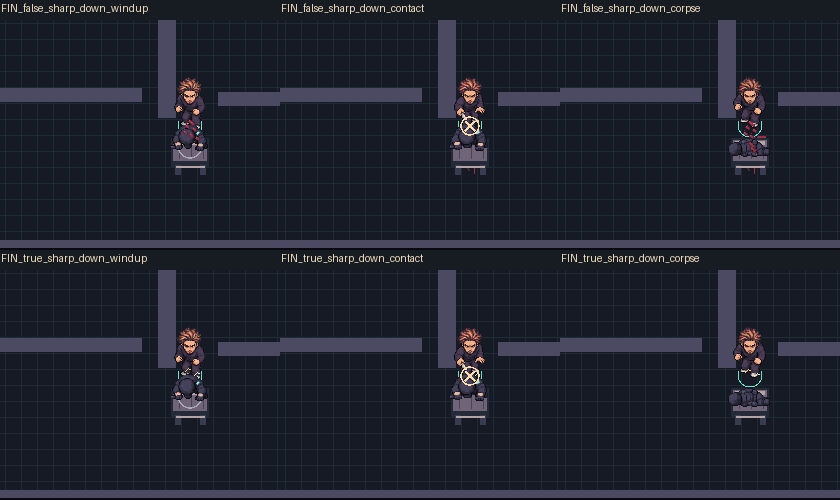 FIN_false_sharp_down_windup
FIN_false_sharp_down_contact
FIN_false_sharp_down_corpse
FIN_true_sharp_down_windup
FIN_true_sharp_down_contact
FIN_true_sharp_down_corpse